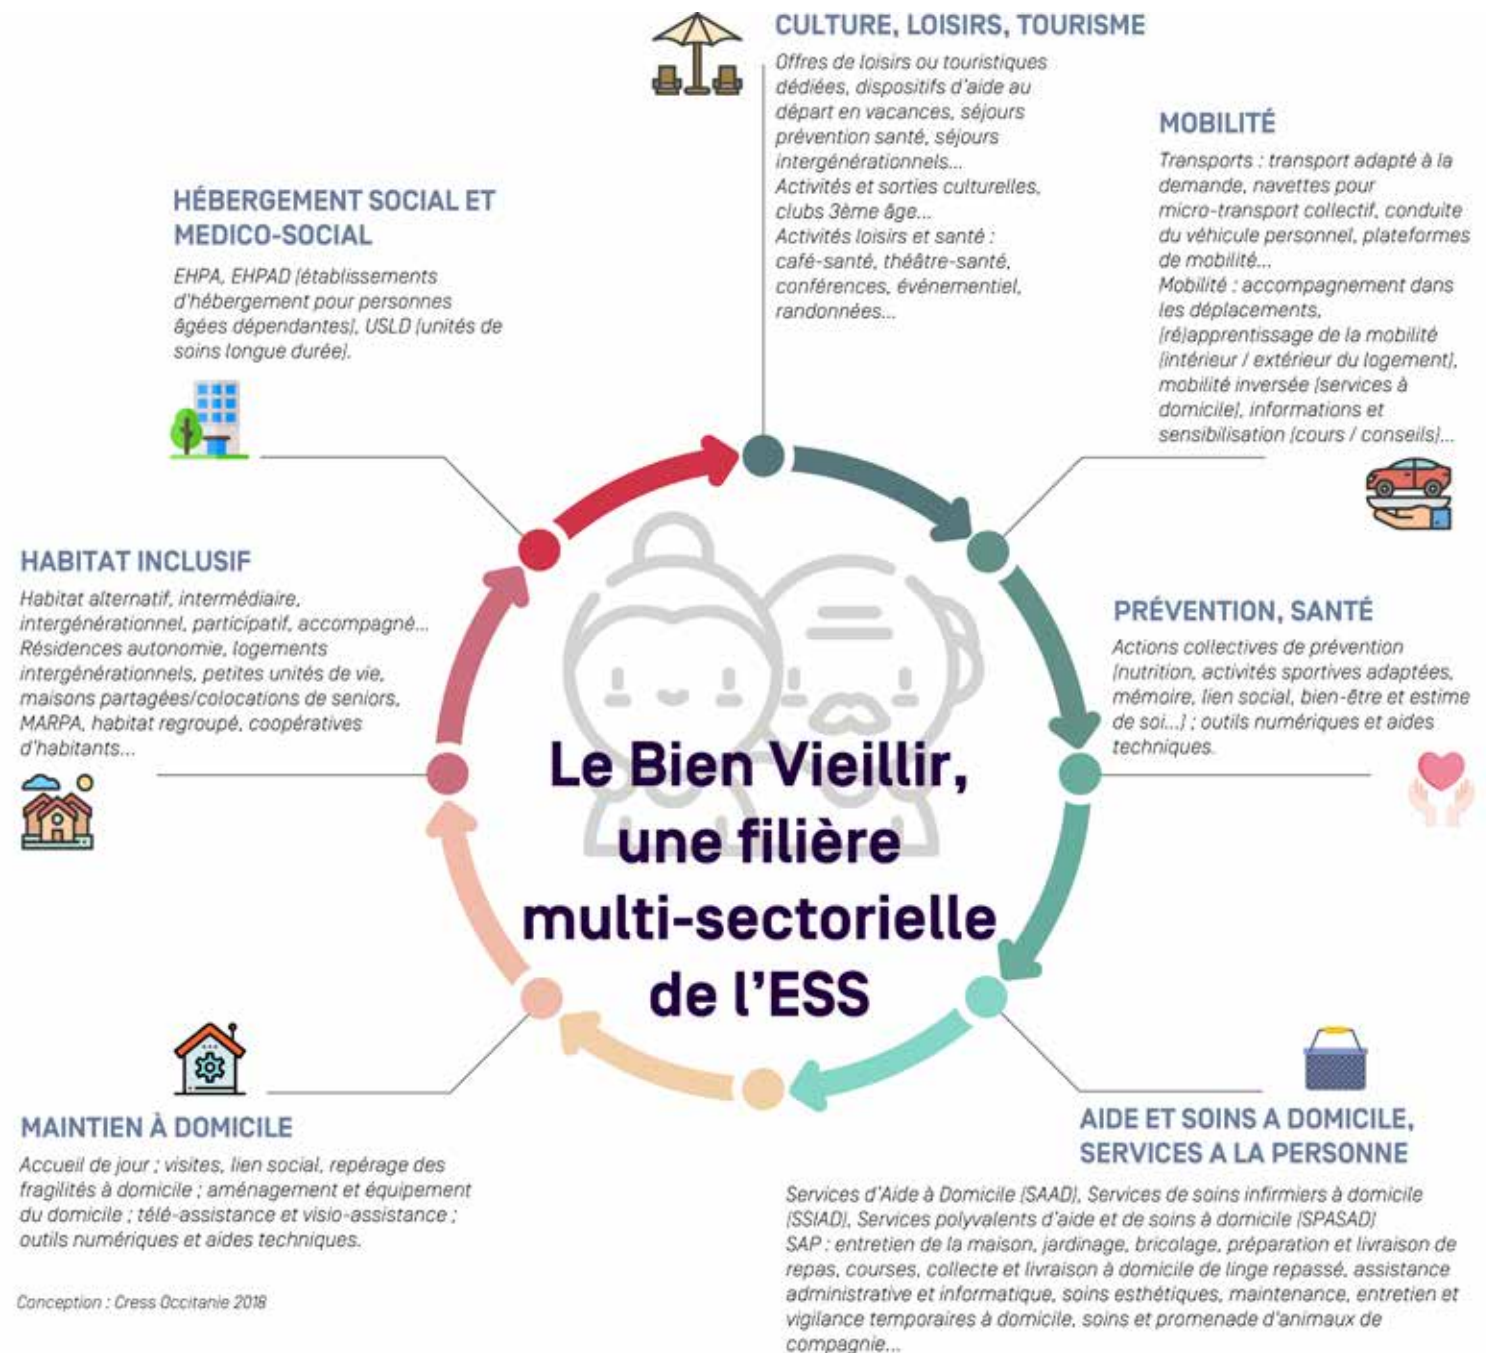 CULTURE, LOISIRS, TOURISME
Offres de loisirs ou touristiques
dédiées, dispositifs d'aide au
départ en vacances, séjours
prévention santé, séjours
intergénérationnels...
Activités et sorties culturelles,
clubs 3ème âge...
Activités loisirs et santé :
café-santé, théâtre-santé,
conférences, événementiel,
randonnées...
MOBILITÉ
Transports : transport adapté à la
demande, navettes pour
micro-transport collectif, conduite
du véhicule personnel, plateformes
de mobilité...
Mobilité : accompagnement dans
les déplacements,
(ré)apprentissage de la mobilité
(intérieur / extérieur du logement),
mobilité inversée (services à
domicile), informations et
sensibilisation (cours / conseils)...
HÉBERGEMENT SOCIAL ET
MEDICO-SOCIAL
EHPA, EHPAD (établissements
d'hébergement pour personnes
âgées dépendantes), USLD (unités de
soins longue durée).
HABITAT INCLUSIF
Habitat alternatif, intermédiaire,
intergénérationnel, participatif, accompagné...
Résidences autonomie, logements
intergénérationnels, petites unités de vie,
maisons partagées/colocations de seniors,
MARPA, habitat regroupé, coopératives
d'habitants...
PRÉVENTION, SANTÉ
Actions collectives de prévention
(nutrition, activités sportives adaptées,
mémoire, lien social, bien-être et estime
de soi...) ; outils numériques et aides
techniques.
Le Bien Vieillir,
une filière
multi-sectorielle
de l'ESS
MAINTIEN À DOMICILE
Accueil de jour ; visites, lien social, repérage des
fragilités à domicile ; aménagement et équipement
du domicile ; télé-assistance et visio-assistance ;
outils numériques et aides techniques.
AIDE ET SOINS A DOMICILE,
SERVICES A LA PERSONNE
Services d'Aide à Domicile (SAAD), Services de soins infirmiers à domicile
(SSIAD), Services polyvalents d'aide et de soins à domicile (SPASAD)
SAP : entretien de la maison, jardinage, bricolage, préparation et livraison de
repas, courses, collecte et livraison à domicile de linge repassé, assistance
administrative et informatique, soins esthétiques, maintenance, entretien et
vigilance temporaires à domicile, soins et promenade d'animaux de
compagnie...
Conception : Cress Occitanie 2018